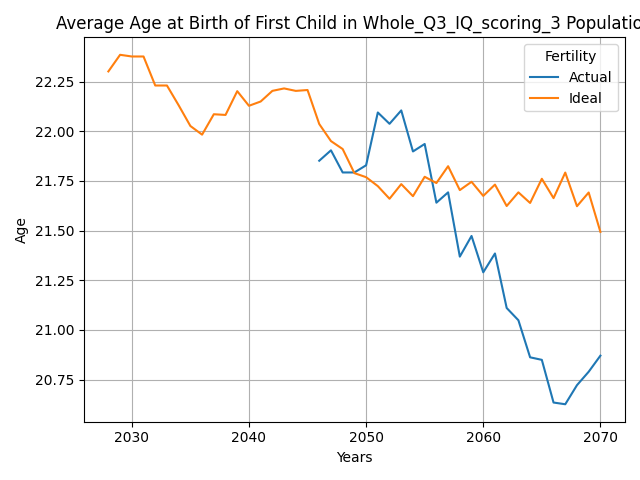 Average Age at Birth of First Child in Whole_Q3_IQ_scoring_3 Populatio
Fertility
Actual
Ideal
22.25
22.00
21.75
21.50
21.25
21.00
20.75
Age
2030 2040 2050 2060 2070
Years